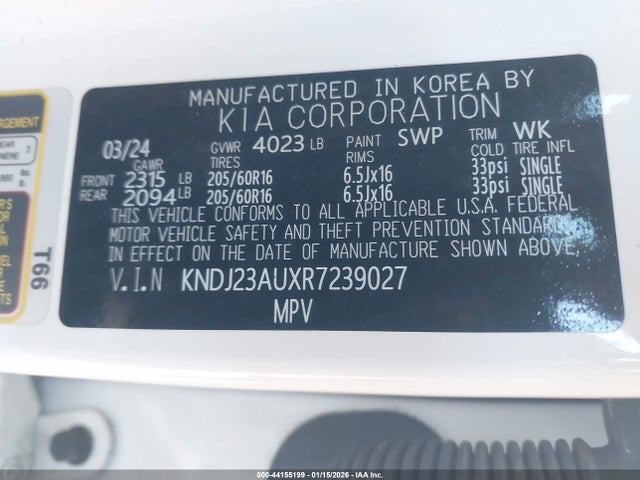 MANUFACTURED IN KOREA BY
KIA CORPORATION
03/24 GVWR 4023 LB PAINT SWP TRIM WK
GAWR TIRES COLD TIRE INFL
FRONT 2315 LB 205/60R16 6.5Jx16 33psi SINGLE
REAR 2094 LB 205/60R16 6.5Jx16 33psi SINGLE
THIS VEHICLE CONFORMS TO ALL APPLICABLE U.S.A. FEDERAL
MOTOR VEHICLE SAFETY AND THEFT PREVENTION STANDARDS
IN EFFECT ON THE DATE OF MANUFACTURE SHOWN ABOVE,
V.I.N KNDJ23AUXR7239027
MPV
T66
000-44155199 · 01/15/2026 · IAA Inc.